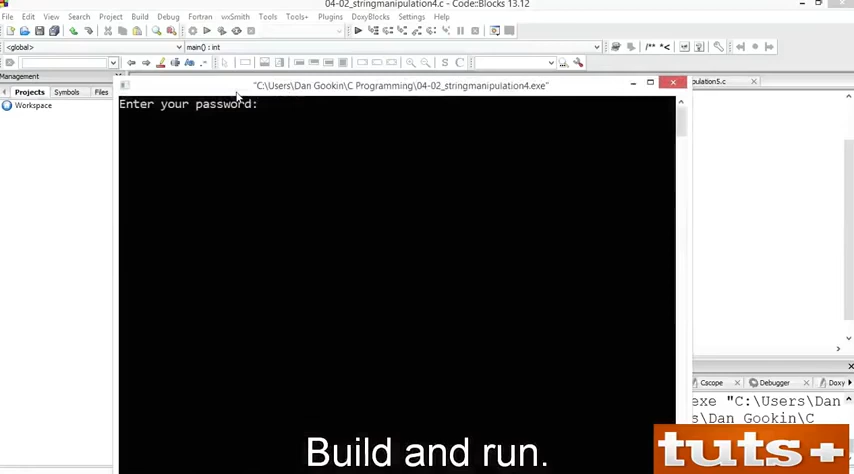 04-02_stringmanipulation4.c - Code::Blocks 13.12
File Edit View Search Project Build Debug Fortran wxSmith Tools Tools+ Plugins DoxyBlocks Settings Help
<global>
main() : int
Management
Projects Symbols Files
Workspace
"C:\Users\Dan Gookin\C Programming\04-02_stringmanipulation4.exe"
Enter your password:
pulation5.c
Cscope Debugger Doxy
exe "C:\Users\Dan
s\Dan Gookin\C
Build and run.
tuts+